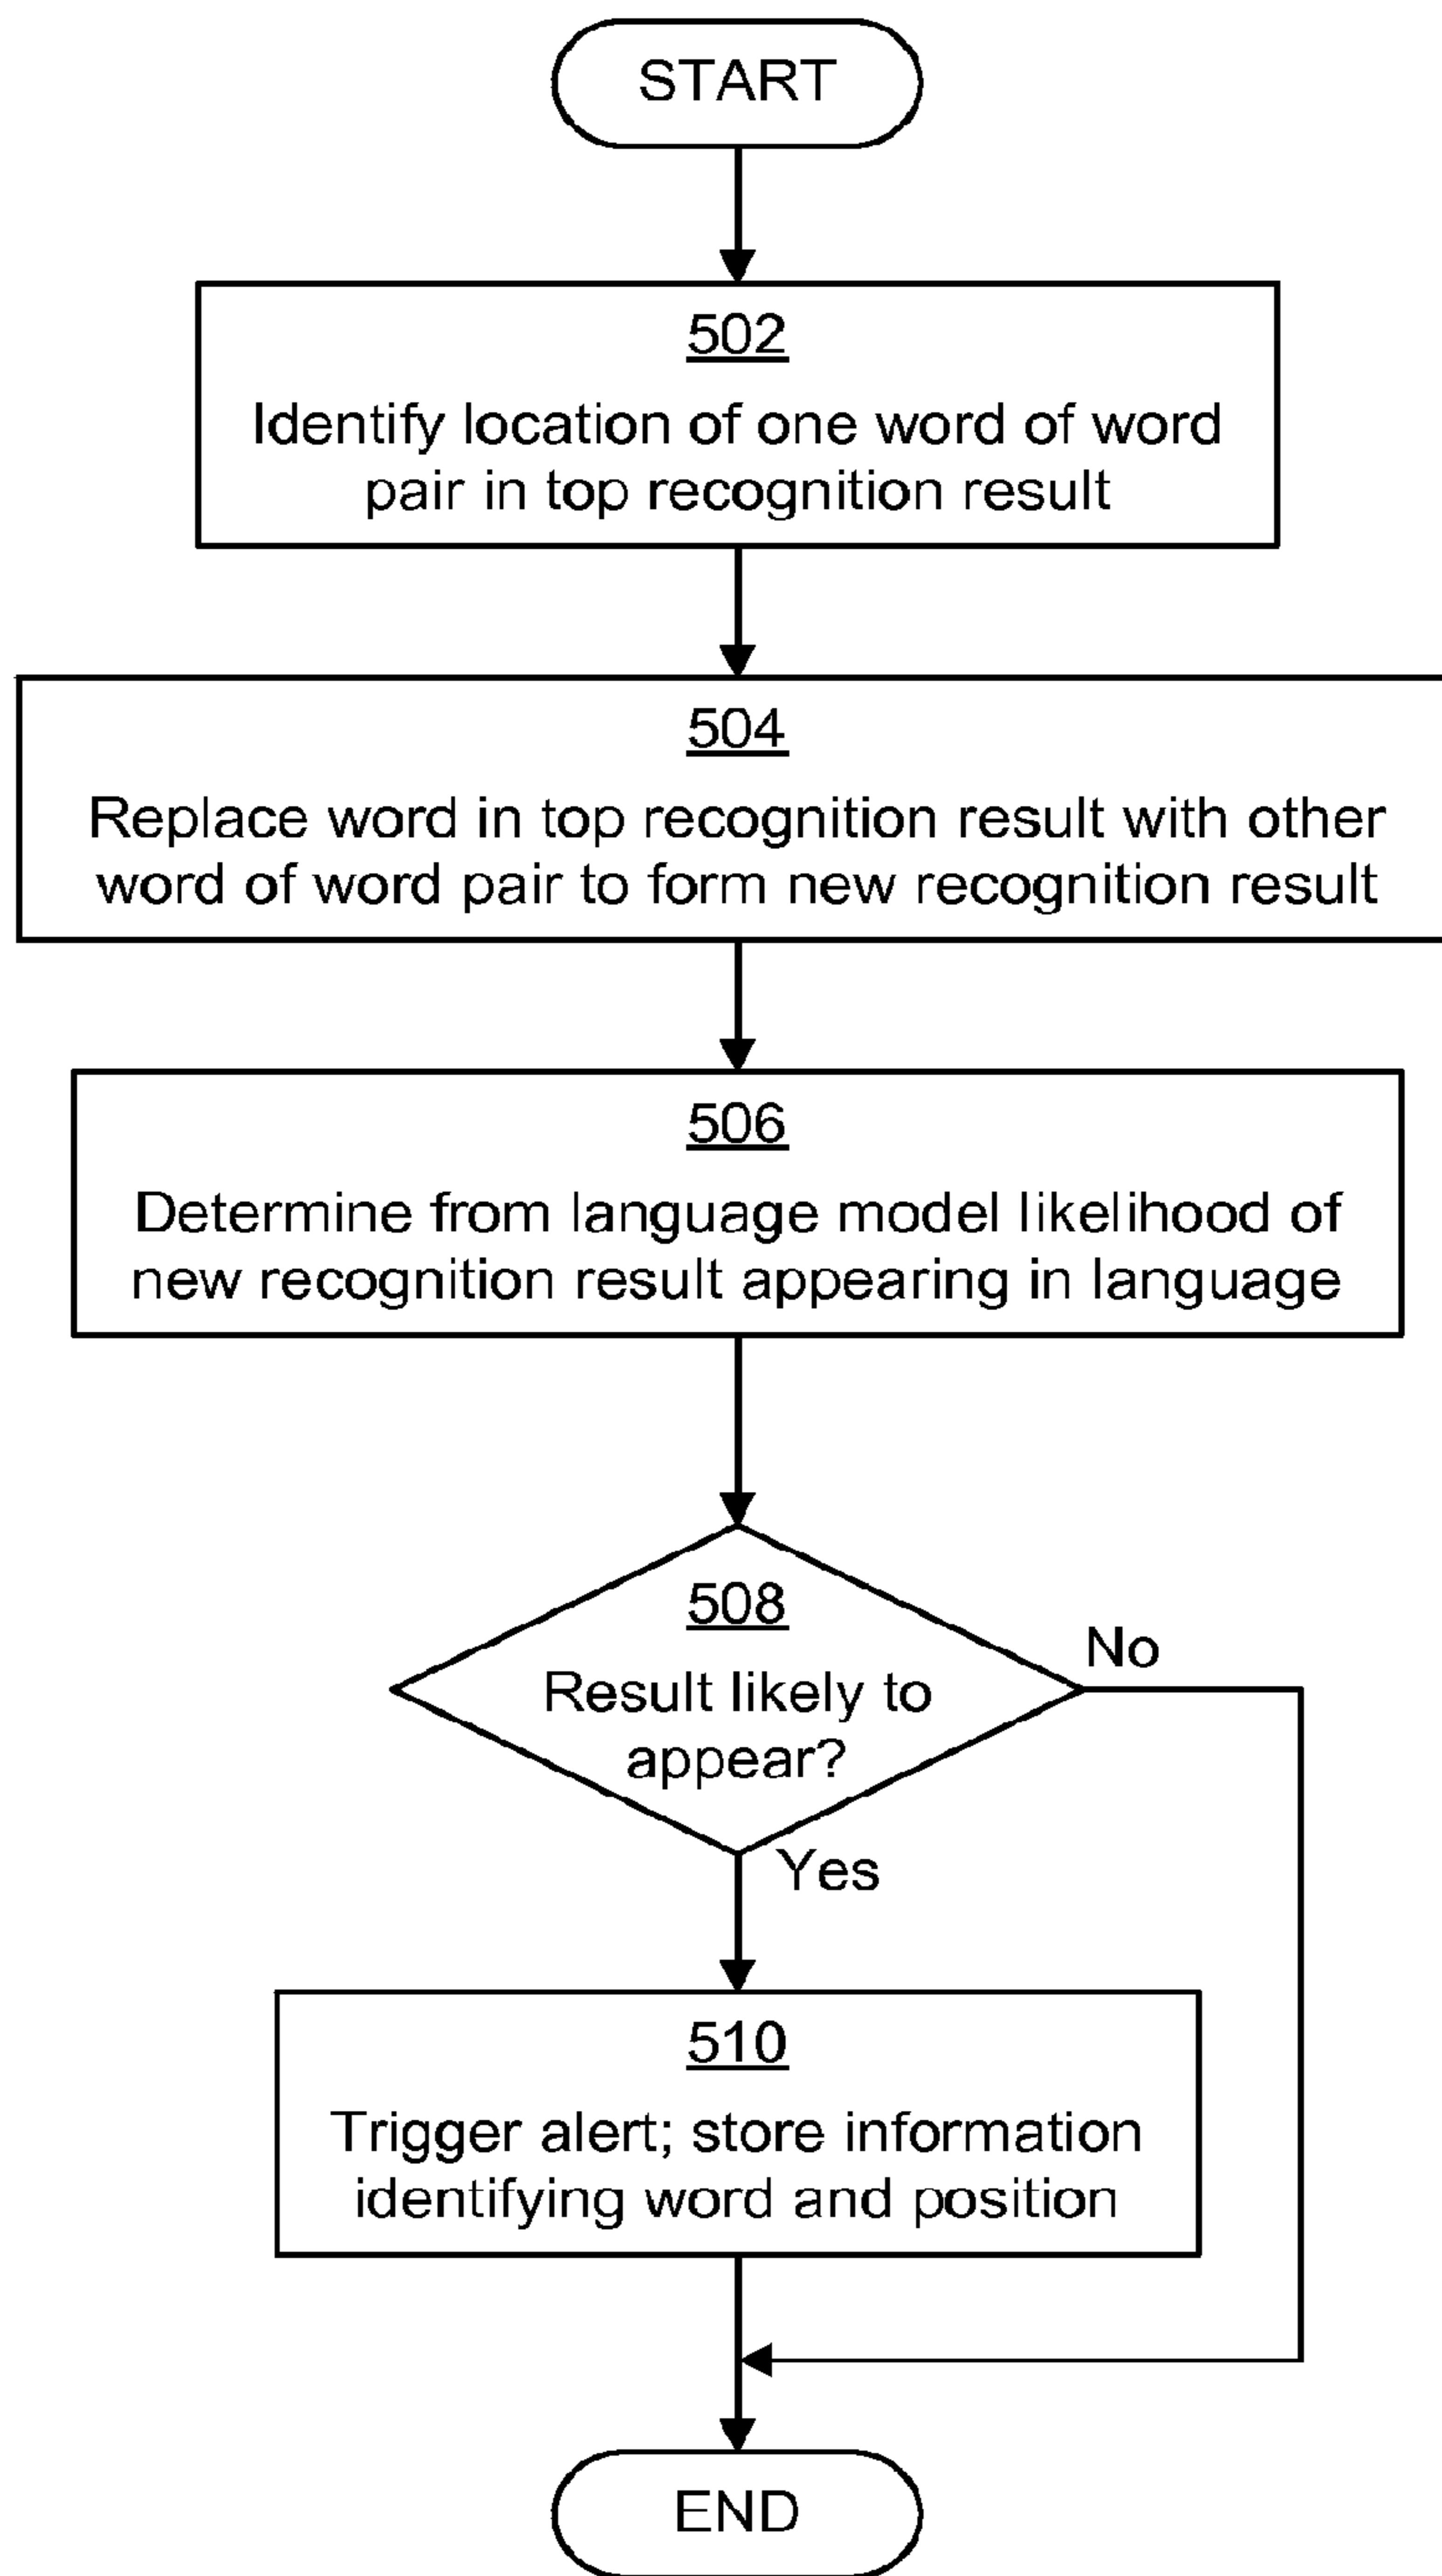 START
502
Identify location of one word of word
pair in top recognition result
504
Replace word in top recognition result with other
word of word pair to form new recognition result
506
Determine from language model likelihood of
new recognition result appearing in language
508
Result likely to
appear?
No
Yes
510
Trigger alert; store information
identifying word and position
END